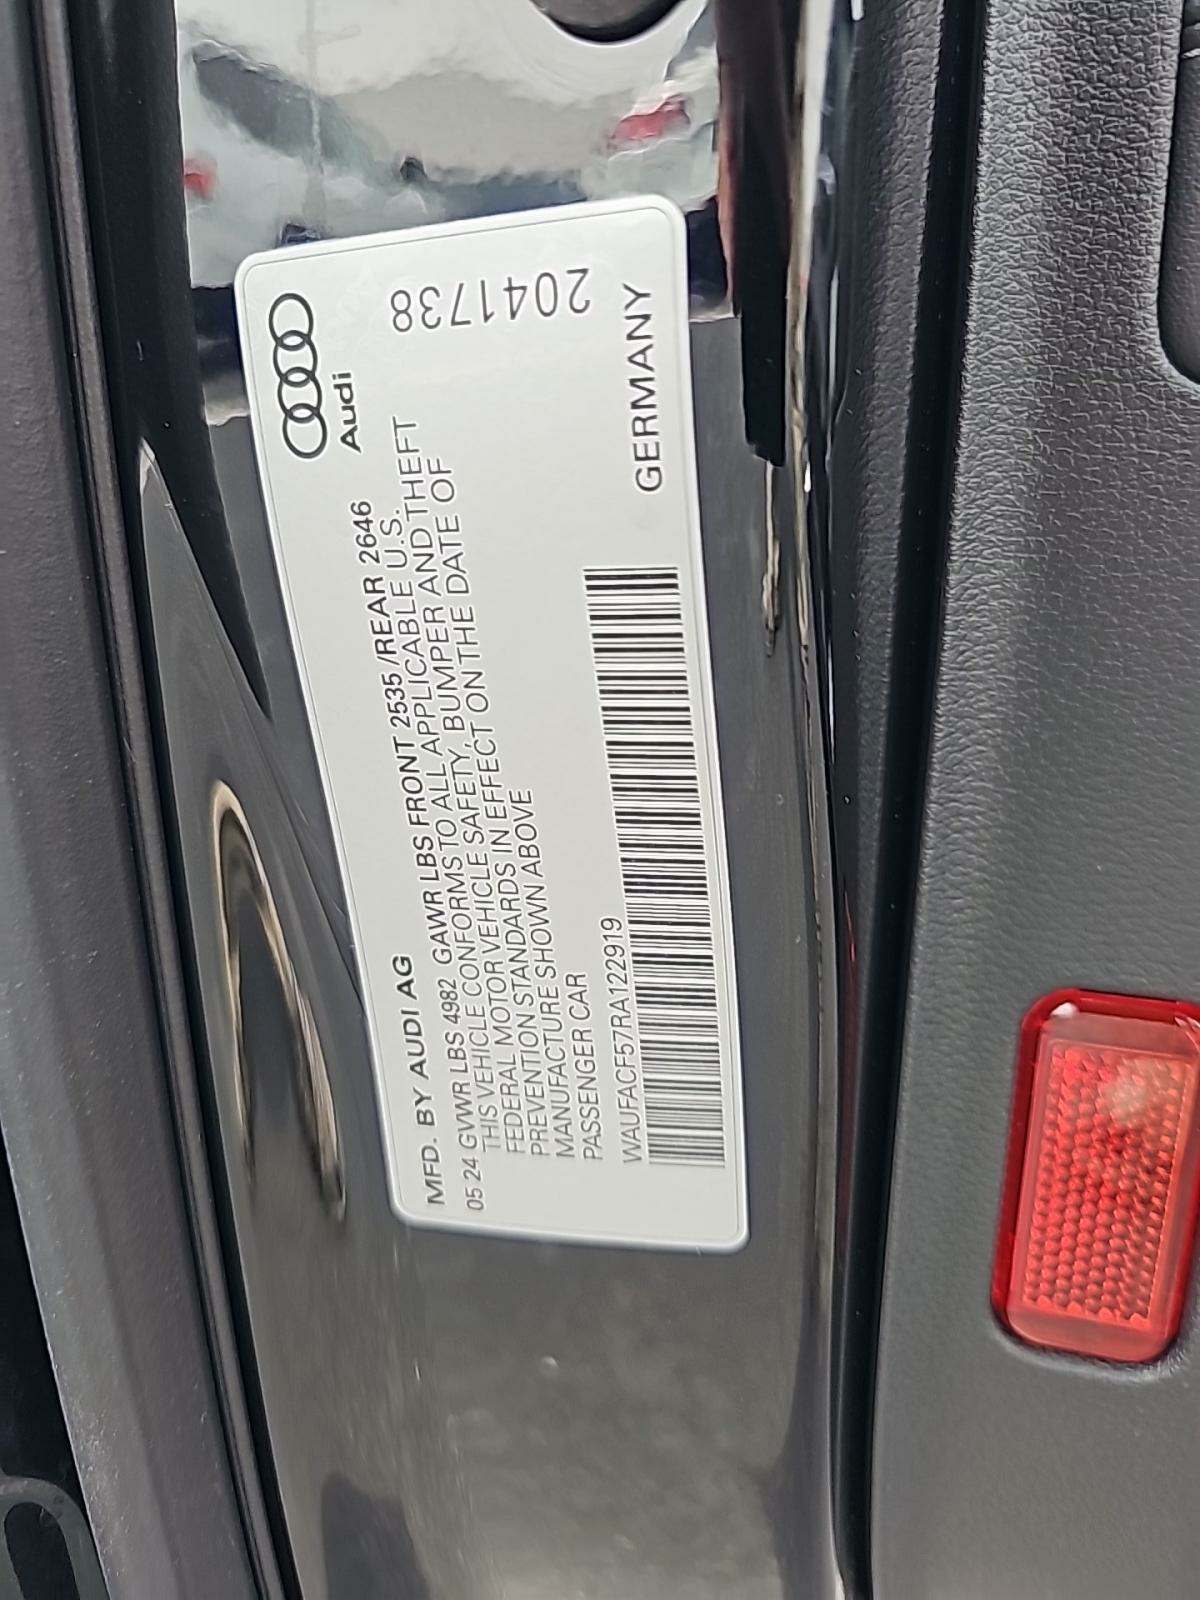 Audi
2041738
MFD. BY AUDI AG
05 24 GVWR LBS 4982 GAWR LBS FRONT 2535 /REAR 2646
THIS VEHICLE CONFORMS TO ALL APPLICABLE U.S.
FEDERAL MOTOR VEHICLE SAFETY, BUMPER AND THEFT
PREVENTION STANDARDS IN EFFECT ON THE DATE OF
MANUFACTURE SHOWN ABOVE
PASSENGER CAR
WAUFACF57RA122919
GERMANY